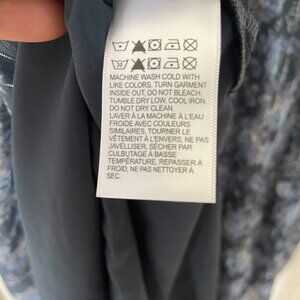 MACHINE WASH COLD WITH
LIKE COLORS, TURN GARMENT
INSIDE OUT, DO NOT BLEACH,
TUMBLE DRY LOW, COOL IRON,
DO NOT DRY CLEAN.
LAVER À LA MACHINE À L'EAU
FROIDE AVEC COULEURS
SIMILAIRES, TOURNER LE
VÊTEMENT À L'ENVERS, NE PAS
JAVELLISER, SÉCHER PAR
CULBUTAGE À BASSE
TEMPÉRATURE, REPASSER À
FROID, NE PAS NETTOYER À
SEC.